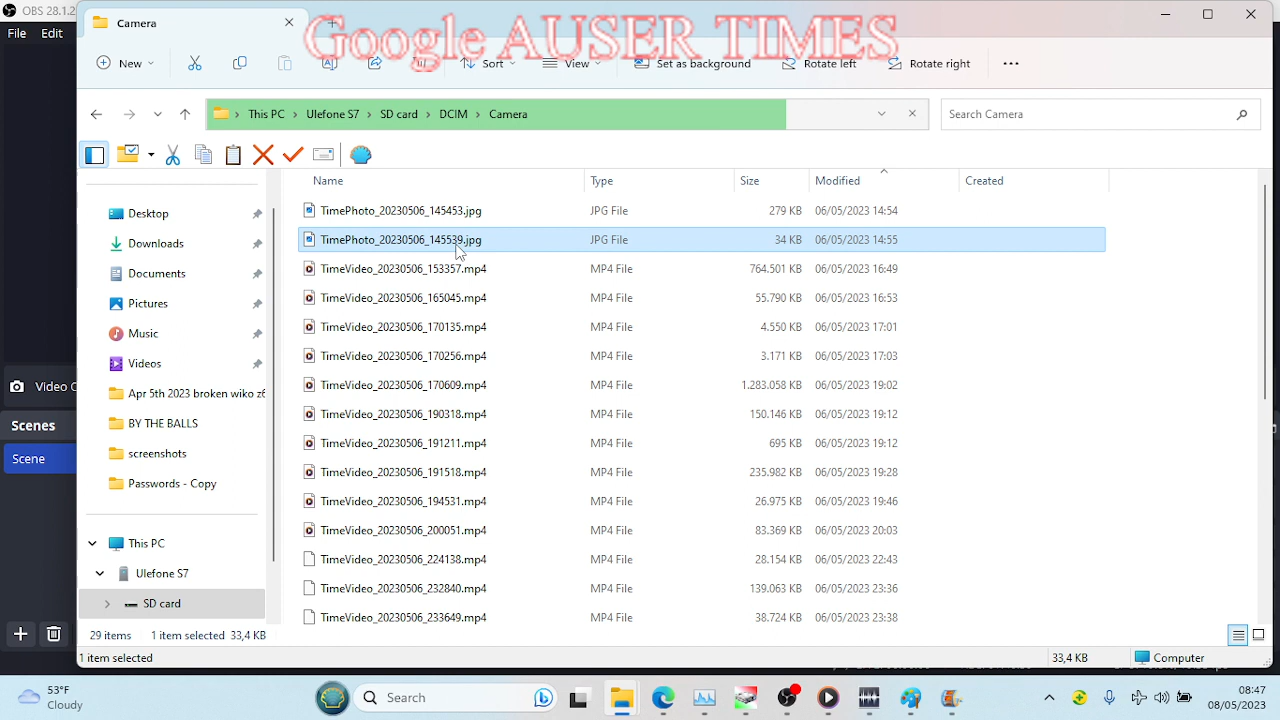 OBS 28.1.2
File Edit
Camera
Google AUSER TIMES
New Sort View Set as background Rotate left Rotate right
This PC > Ulefone S7 > SD card > DCIM > Camera
Search Camera
Name Type Size Modified Created
TimePhoto_20230506_145453.jpg JPG File 279 KB 06/05/2023 14:54
TimePhoto_20230506_145539.jpg JPG File 34 KB 06/05/2023 14:55
TimeVideo_20230506_153357.mp4 MP4 File 764.501 KB 06/05/2023 16:49
TimeVideo_20230506_165045.mp4 MP4 File 55.790 KB 06/05/2023 16:53
TimeVideo_20230506_170135.mp4 MP4 File 4.550 KB 06/05/2023 17:01
TimeVideo_20230506_170256.mp4 MP4 File 3.171 KB 06/05/2023 17:03
TimeVideo_20230506_170609.mp4 MP4 File 1.283.058 KB 06/05/2023 19:02
TimeVideo_20230506_190318.mp4 MP4 File 150.146 KB 06/05/2023 19:12
TimeVideo_20230506_191211.mp4 MP4 File 695 KB 06/05/2023 19:12
TimeVideo_20230506_191518.mp4 MP4 File 235.982 KB 06/05/2023 19:28
TimeVideo_20230506_194531.mp4 MP4 File 26.975 KB 06/05/2023 19:46
TimeVideo_20230506_200051.mp4 MP4 File 83.369 KB 06/05/2023 20:03
TimeVideo_20230506_224138.mp4 MP4 File 28.154 KB 06/05/2023 22:43
TimeVideo_20230506_232840.mp4 MP4 File 139.063 KB 06/05/2023 23:36
TimeVideo_20230506_233649.mp4 MP4 File 38.724 KB 06/05/2023 23:38
Desktop
Downloads
Documents
Pictures
Music
Videos
Apr 5th 2023 broken wiko z6
BY THE BALLS
screenshots
Passwords - Copy
This PC
Ulefone S7
SD card
Video C
Scenes
Scene
29 items 1 item selected 33,4 KB
1 item selected 33,4 KB Computer
53°F
Cloudy
Search
08:47
08/05/2023